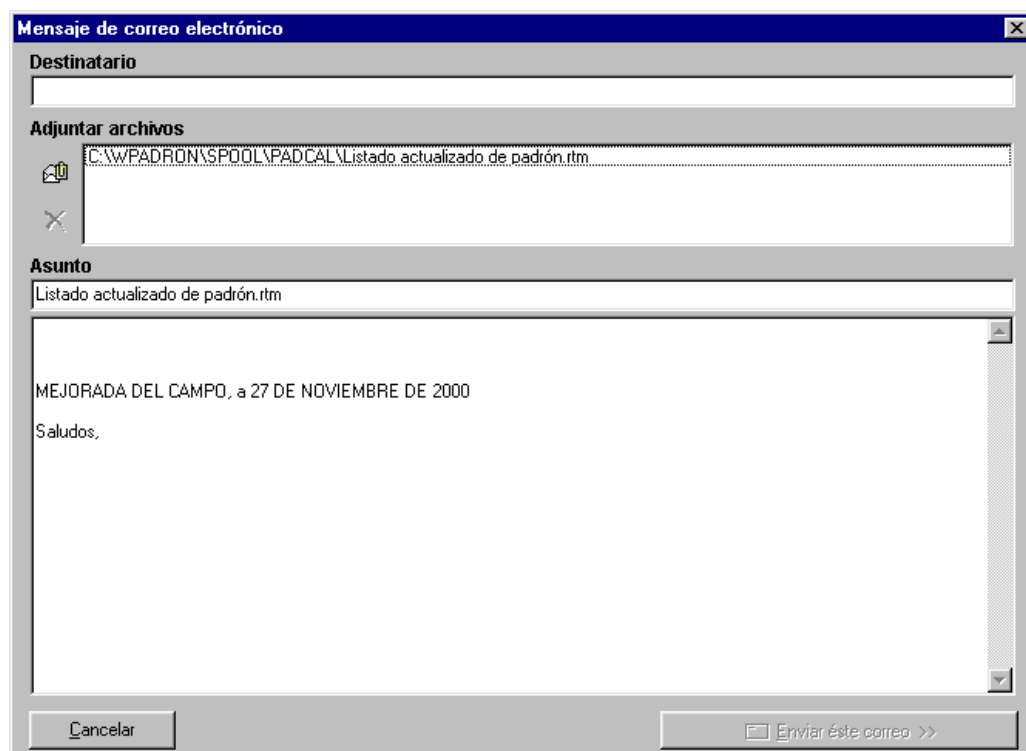 Mensaje de correo electrónico
Destinatario
Adjuntar archivos
C:\WPADRON\SPOOL\PADCAL\Listado actualizado de padrón.rtm
Asunto
Listado actualizado de padrón.rtm
MEJORADA DEL CAMPO, a 27 DE NOVIEMBRE DE 2000
Saludos,
Cancelar
Enviar éste correo >>